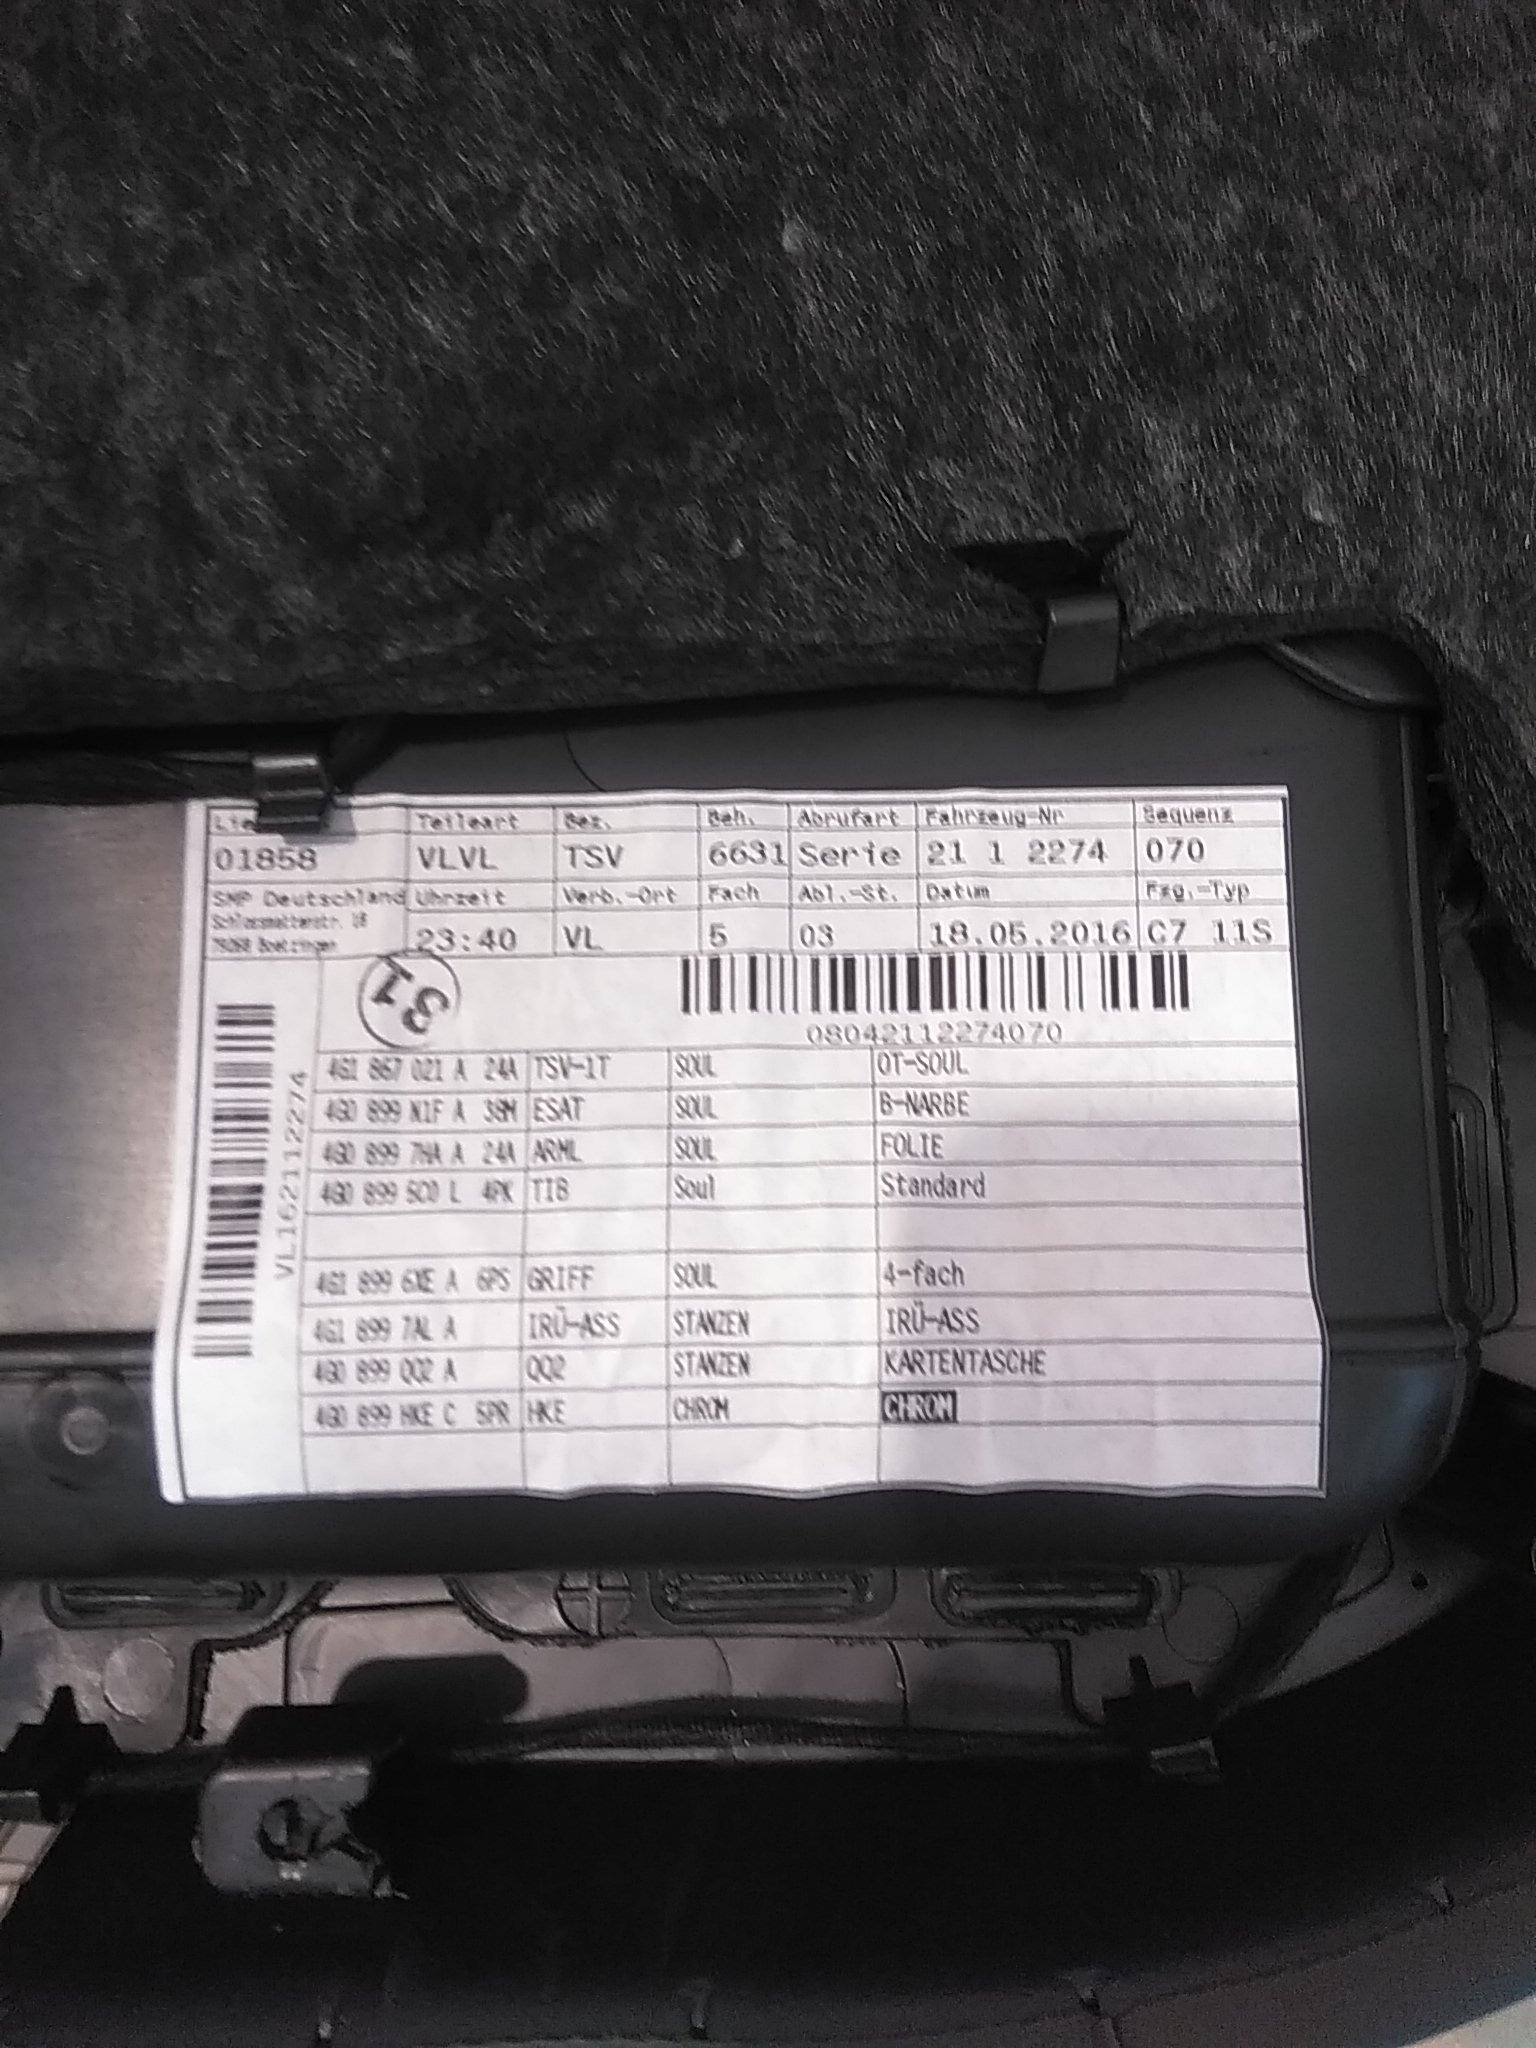 Teileart Bez. Beh. Abrufart Fahrzeug-Nr Sequenz
01858 VLVL TSV 6631 Serie 21 1 2274 070
SMP Deutschland Uhrzeit Verb.-Ort Fach Abl.-St. Datum Fzg.-Typ
Schlossmattenstr. 18
79268 Boetzingen
23:40 VL 5 03 18.05.2016 C7 11S
31
08042112274070
VL162112274
4G1 867 021 A 24A TSV-1T SOUL OT-SOUL
4G0 899 N1F A 38M ESAT SOUL B-NARBE
4G0 899 7HA A 24A ARML SOUL FOLIE
4G0 899 5C0 L 4PK TIB Soul Standard
4G1 899 6XE A 6PS GRIFF SOUL 4-fach
4G1 899 7AL A IRÜ-ASS STANZEN IRÜ-ASS
4G0 899 QQ2 A QQ2 STANZEN KARTENTASCHE
4G0 899 HKE C 5PR HKE CHROM CHROM